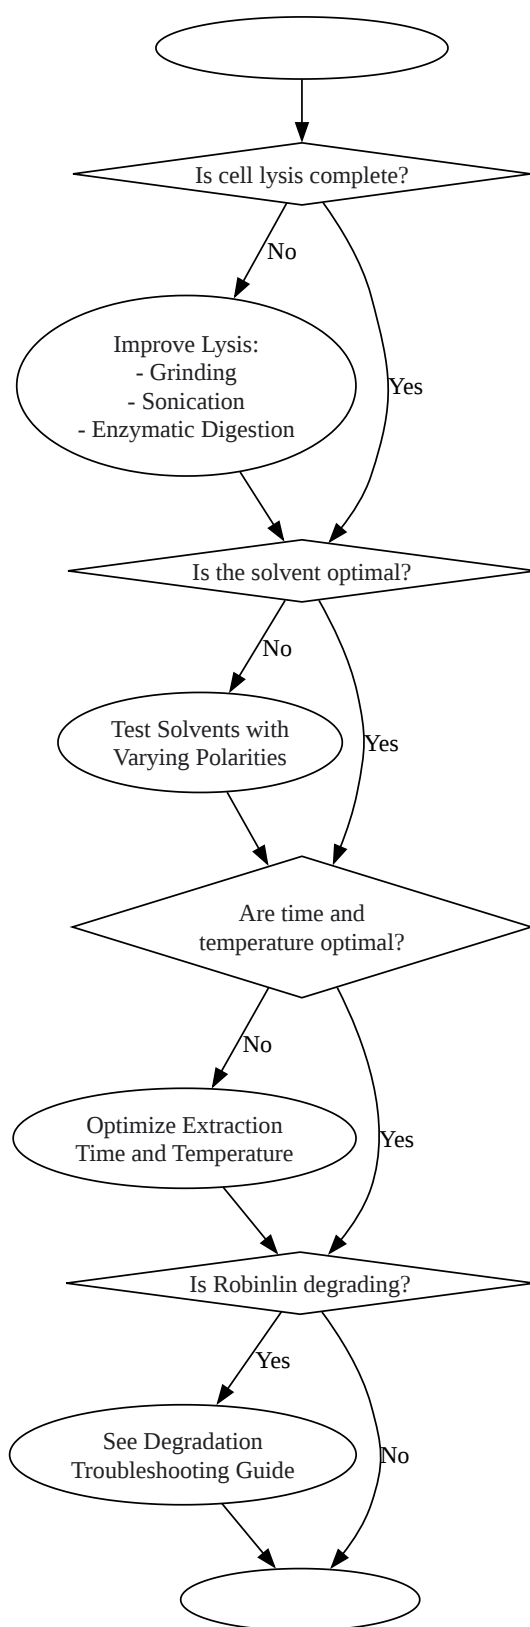 Is cell lysis complete?
No
Improve Lysis:
- Grinding
- Sonication
- Enzymatic Digestion
Yes
Is the solvent optimal?
No
Test Solvents with
Varying Polarities
Yes
Are time and
temperature optimal?
No
Optimize Extraction
Time and Temperature
Yes
Is Robinlin degrading?
Yes
See Degradation
Troubleshooting Guide
No